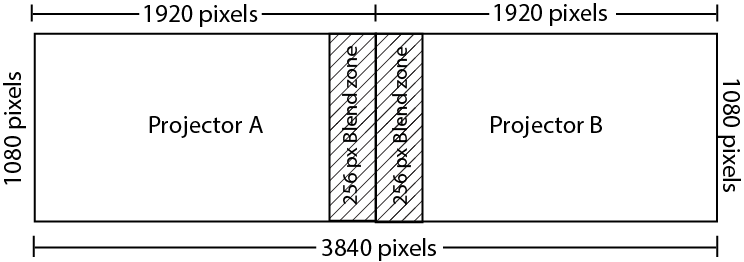 1920 pixels
1920 pixels
1080 pixels
Projector A
256 px Blend zone
256 px Blend zone
Projector B
1080 pixels
3840 pixels